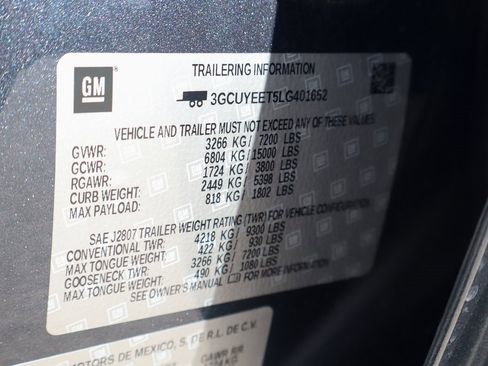 TRAILERING INFORMATION
GM
3GCUYEET5LG401652
VEHICLE AND TRAILER MUST NOT EXCEED ANY OF THESE
GVWR: 3266 KG/ 7200 LBS
GCWR: 6804 KG/ 15000 LBS
RGAWR: 1724 KG/ 3800 LBS
CURB WEIGHT: 2449 KG/ 5398 LBS
MAX PAYLOAD: 818 KG/ 1802 LBS
SAE J2807 TRAILER WEIGHT RATING (TWR) FOR VEHICLE CONFIGURATION
CONVENTIONAL TWR: 4218 KG/ 9300 LBS
MAX TONGUE WEIGHT: 422 KG/ 930 LBS
GOOSENECK TWR: 3266 KG/ 7200 LBS
MAX TONGUE WEIGHT: 490 KG/ 1080 LBS
SEE OWNER'S MANUAL FOR MORE INFORMATION
MOTORS DE MEXICO, S. DE R.L. DE C.V.
GAWR RR
KG